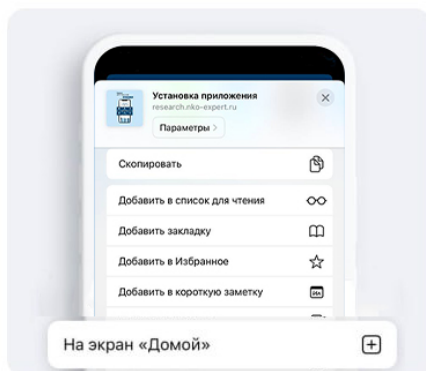 Установка приложения
research.nko-expert.ru
Параметры >
Скопировать
Добавить в список для чтения
Добавить закладку
Добавить в Избранное
Добавить в короткую заметку
На экран «Домой»